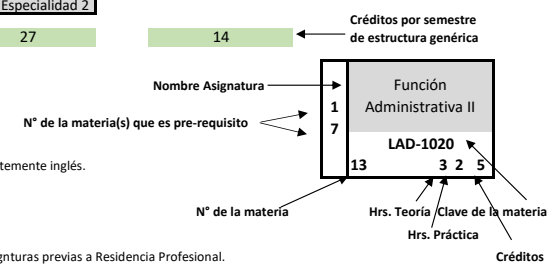 Especialidad 2
Créditos por semestre
27 14 de estructura genérica
Nombre Asignatura Función
1 Administrativa II
N° de la materia(s) que es pre-requisito 7
LAD-1020
temente inglés. 13 3 2 5
N° de la materia Hrs. Teoría Clave de la materia
Hrs. Práctica
gnturas previas a Residencia Profesional. Créditos